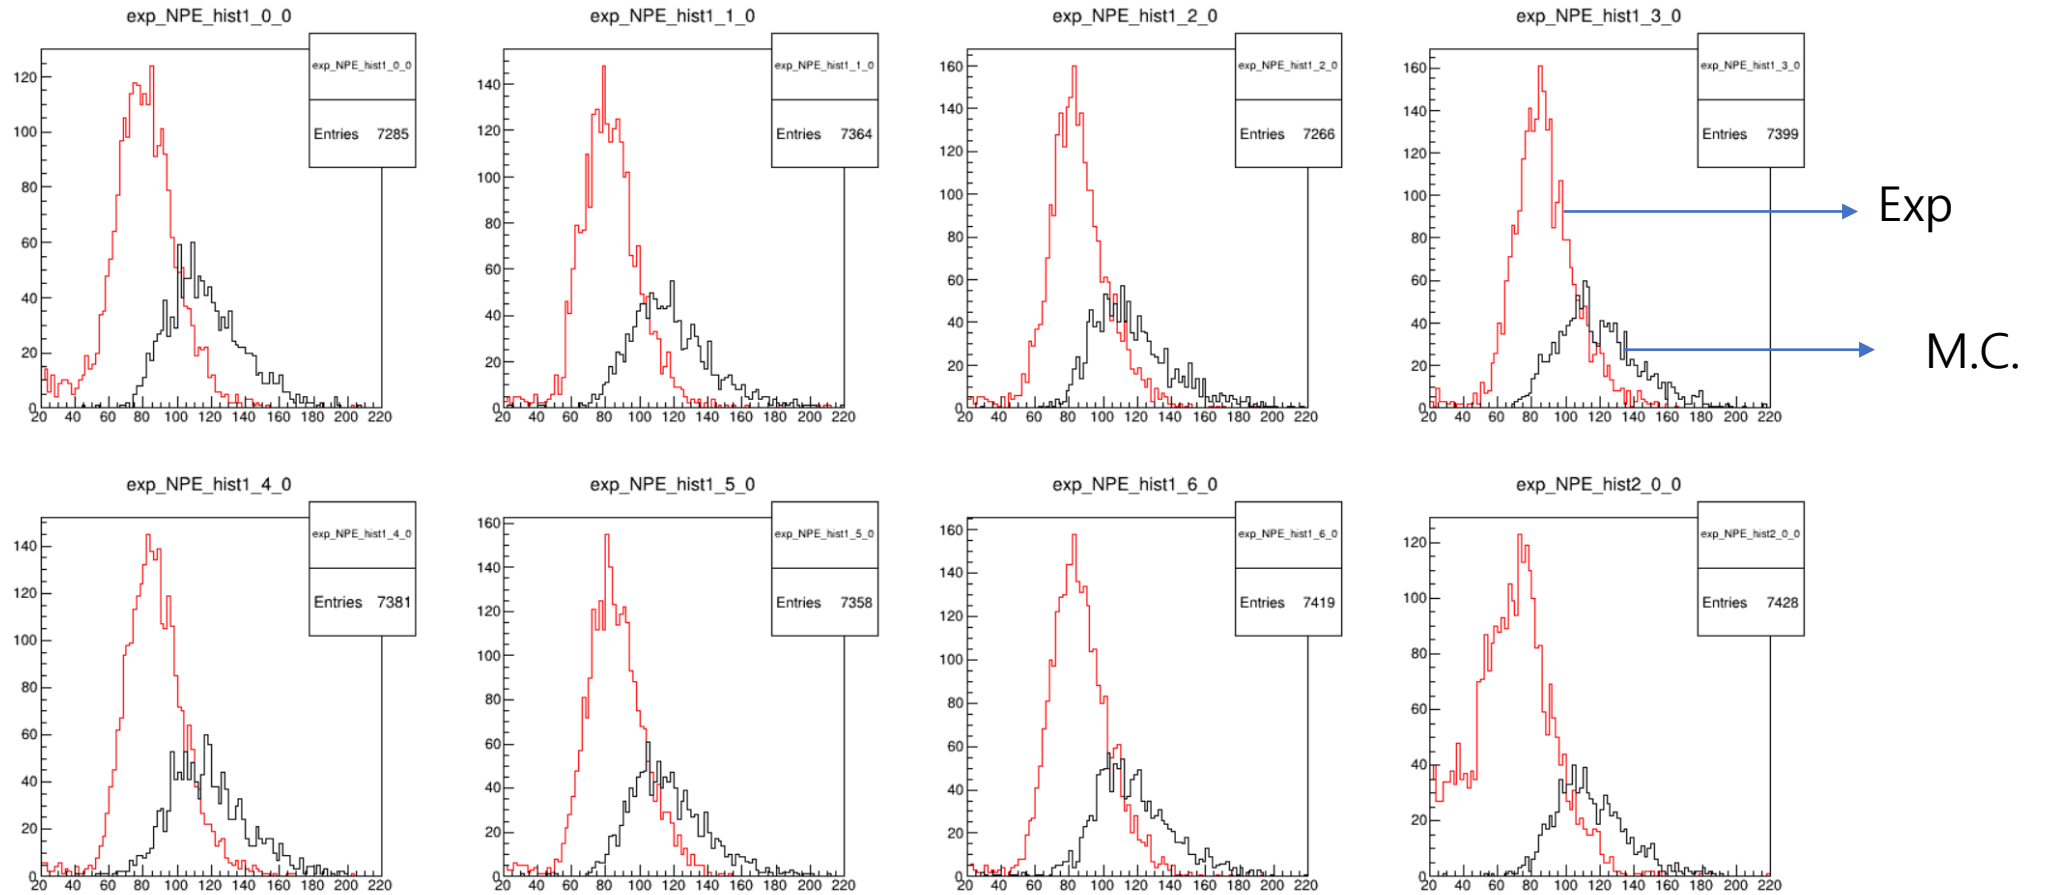 exp_NPE_hist1_0_0
exp_NPE_hist1_0_0
Entries 7285
120
100
80
60
40
20
0
20 40 60 80 100 120 140 160 180 200 220
exp_NPE_hist1_1_0
exp_NPE_hist1_1_0
Entries 7364
140
120
100
80
60
40
20
0
20 40 60 80 100 120 140 160 180 200 220
exp_NPE_hist1_2_0
exp_NPE_hist1_2_0
Entries 7266
160
140
120
100
80
60
40
20
0
20 40 60 80 100 120 140 160 180 200 220
exp_NPE_hist1_3_0
exp_NPE_hist1_3_0
Entries 7399
160
140
120
100
80
60
40
20
0
20 40 60 80 100 120 140 160 180 200 220
Exp
M.C.
exp_NPE_hist1_4_0
exp_NPE_hist1_4_0
Entries 7381
140
120
100
80
60
40
20
0
20 40 60 80 100 120 140 160 180 200 220
exp_NPE_hist1_5_0
exp_NPE_hist1_5_0
Entries 7358
160
140
120
100
80
60
40
20
0
20 40 60 80 100 120 140 160 180 200 220
exp_NPE_hist1_6_0
exp_NPE_hist1_6_0
Entries 7419
160
140
120
100
80
60
40
20
0
20 40 60 80 100 120 140 160 180 200 220
exp_NPE_hist2_0_0
exp_NPE_hist2_0_0
Entries 7428
120
100
80
60
40
20
0
20 40 60 80 100 120 140 160 180 200 220